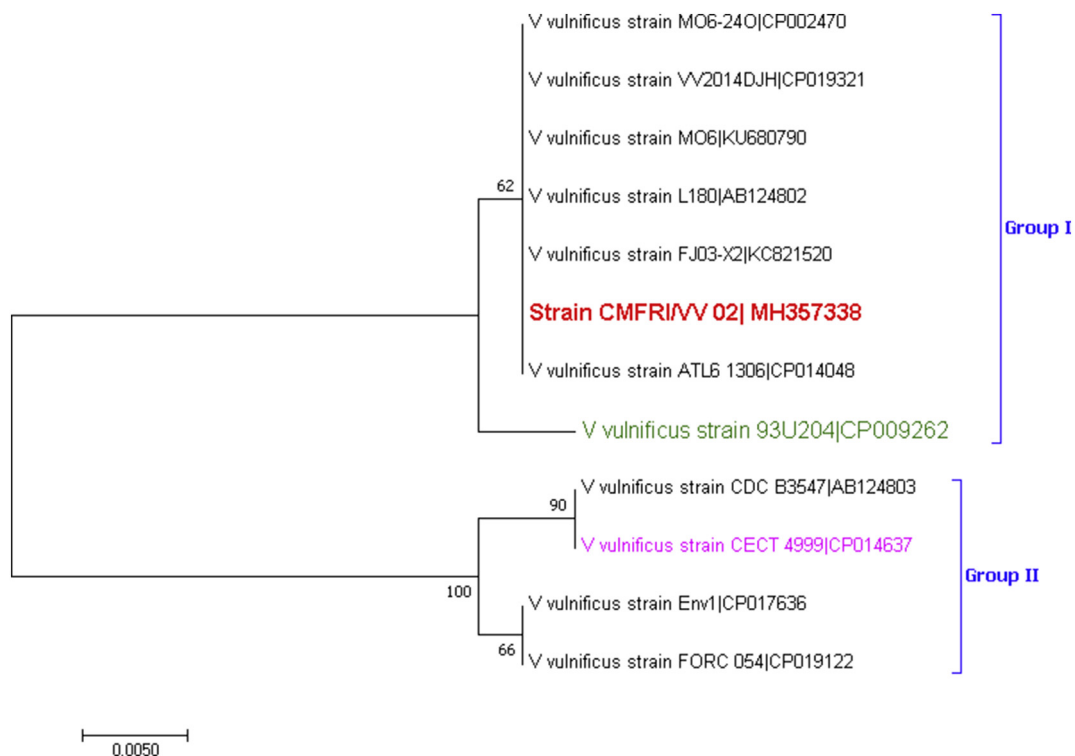 V vulnificus strain MO6-24O|CP002470
V vulnificus strain VV2014DJH|CP019321
V vulnificus strain MO6|KU680790
62
V vulnificus strain L180|AB124802
Group I
V vulnificus strain FJ03-X2|KC821520
Strain CMFRI/VV 02| MH357338
V vulnificus strain ATL6 1306|CP014048
V vulnificus strain 93U204|CP009262
V vulnificus strain CDC B3547|AB124803
90
V vulnificus strain CECT 4999|CP014637
Group II
100
V vulnificus strain Env1|CP017636
66
V vulnificus strain FORC 054|CP019122
0.0050